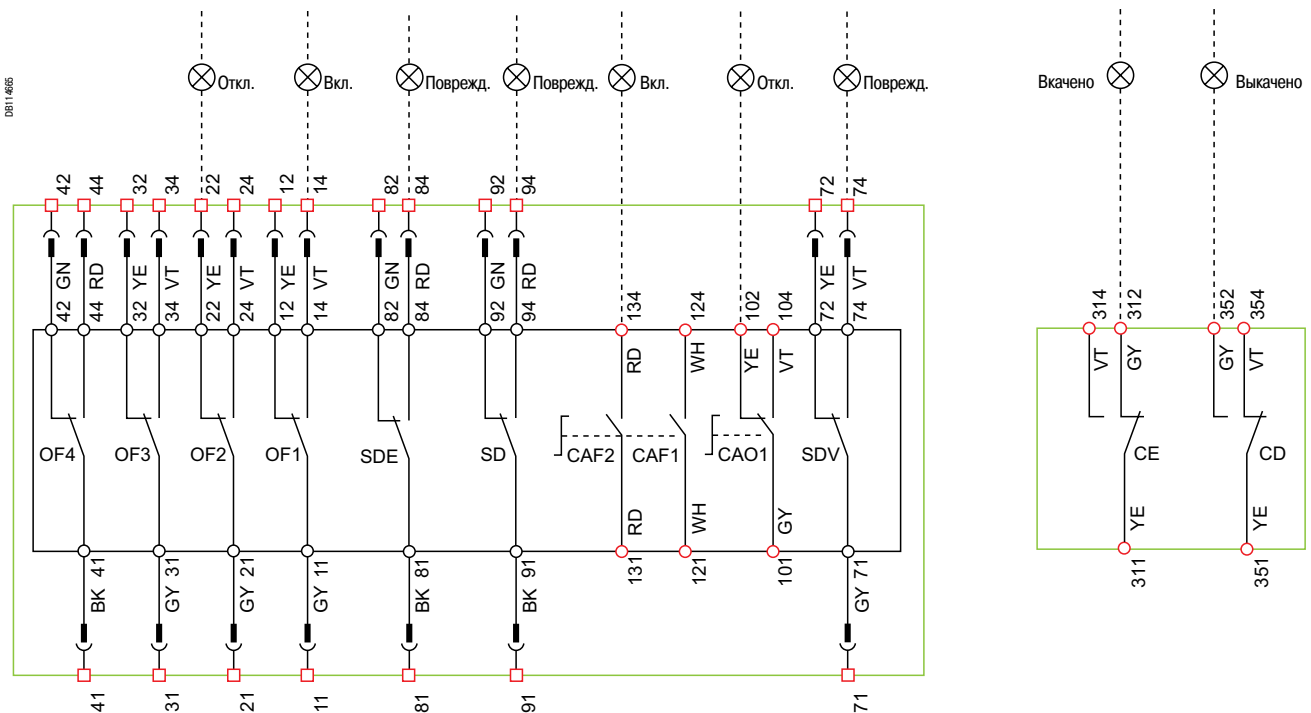 DB114665
Откл.
Вкл.
Поврежд.
Поврежд.
Вкл.
Откл.
Поврежд.
Вкачено
Выкачено
42 44 32 34 22 24 12 14 82 84 92 94 72 74
GN RD YE VT YE VT YE VT GN RD GN RD YE VT
42 44 32 34 22 24 12 14 82 84 92 94 134 124 102 104 72 74
314 312 352 354
RD WH YE VT
VT GY GY VT
OF4 OF3 OF2 OF1 SDE SD CAF2 CAF1 CAO1 SDV
CE CD
RD WH GY
YE YE
41 31 21 11 81 91 131 121 101 71
311 351
BK GY GY GY BK BK GY
41 31 21 11 81 91 71